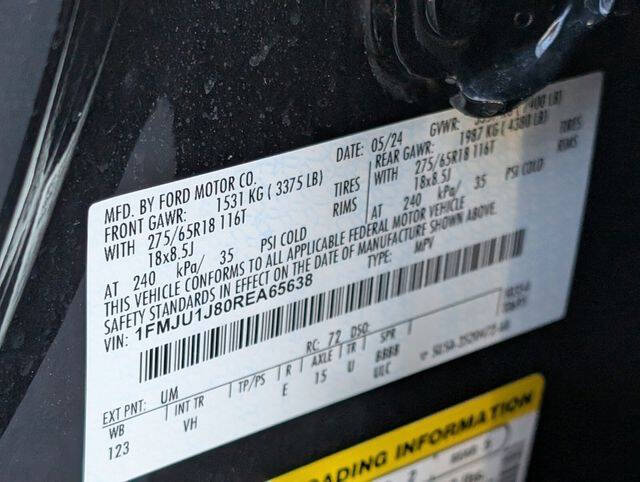 MFD. BY FORD MOTOR CO.
DATE: 05/24
GVWR:
FRONT GAWR: 1531 KG ( 3375 LB)
REAR GAWR: 1987 KG ( 4380 LB)
WITH 275/65R18 116T TIRES
WITH 275/65R18 116T TIRES
18x8.5J RIMS
18x8.5J RIMS
AT 240 kPa/ 35 PSI COLD
AT 240 kPa/ 35 PSI COLD
THIS VEHICLE CONFORMS TO ALL APPLICABLE FEDERAL MOTOR VEHICLE
SAFETY STANDARDS IN EFFECT ON THE DATE OF MANUFACTURE SHOWN ABOVE.
VIN: 1FMJU1J80REA65638
TYPE: MPV
EXT PNT: UM
RC: 72 DSO:
WB INT TR TP/PS R AXLE TR SPR
123 VH E 15 U BBBB
ULC
LOADING INFORMATION